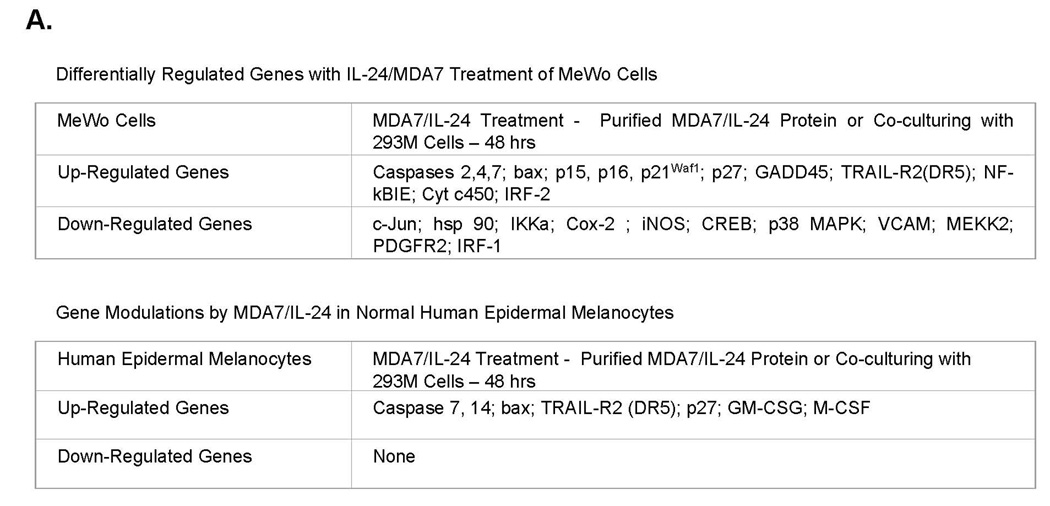 A.
Differentially Regulated Genes with IL-24/MDA7 Treatment of MeWo Cells
MeWo Cells
MDA7/IL-24 Treatment - Purified MDA7/IL-24 Protein or Co-culturing with
293M Cells – 48 hrs
Up-Regulated Genes
Caspases 2,4,7; bax; p15, p16, p21Waf1; p27; GADD45; TRAIL-R2(DR5); NF-
kBIE; Cyt c450; IRF-2
Down-Regulated Genes
c-Jun; hsp 90; IKKa; Cox-2 ; iNOS; CREB; p38 MAPK; VCAM; MEKK2;
PDGFR2; IRF-1
Gene Modulations by MDA7/IL-24 in Normal Human Epidermal Melanocytes
Human Epidermal Melanocytes
MDA7/IL-24 Treatment - Purified MDA7/IL-24 Protein or Co-culturing with
293M Cells – 48 hrs
Up-Regulated Genes
Caspase 7, 14; bax; TRAIL-R2 (DR5); p27; GM-CSG; M-CSF
Down-Regulated Genes
None